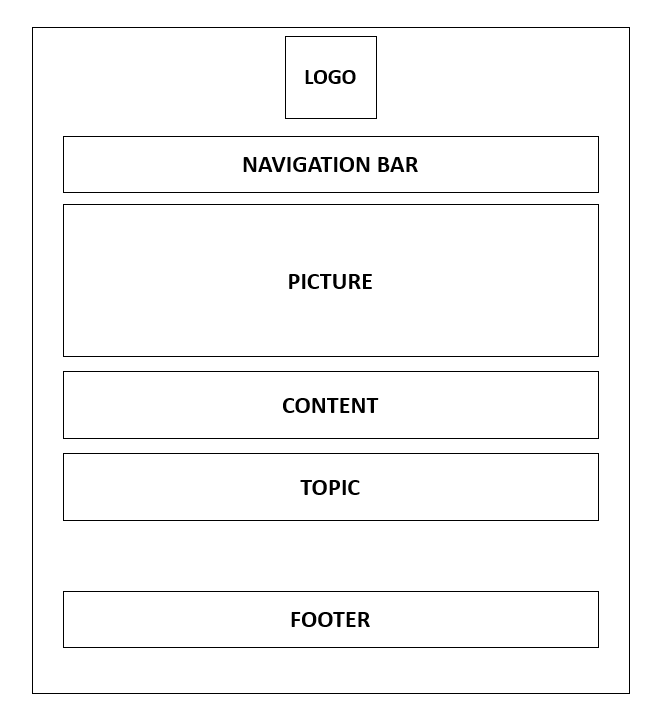 LOGO
NAVIGATION BAR
PICTURE
CONTENT
TOPIC
FOOTER